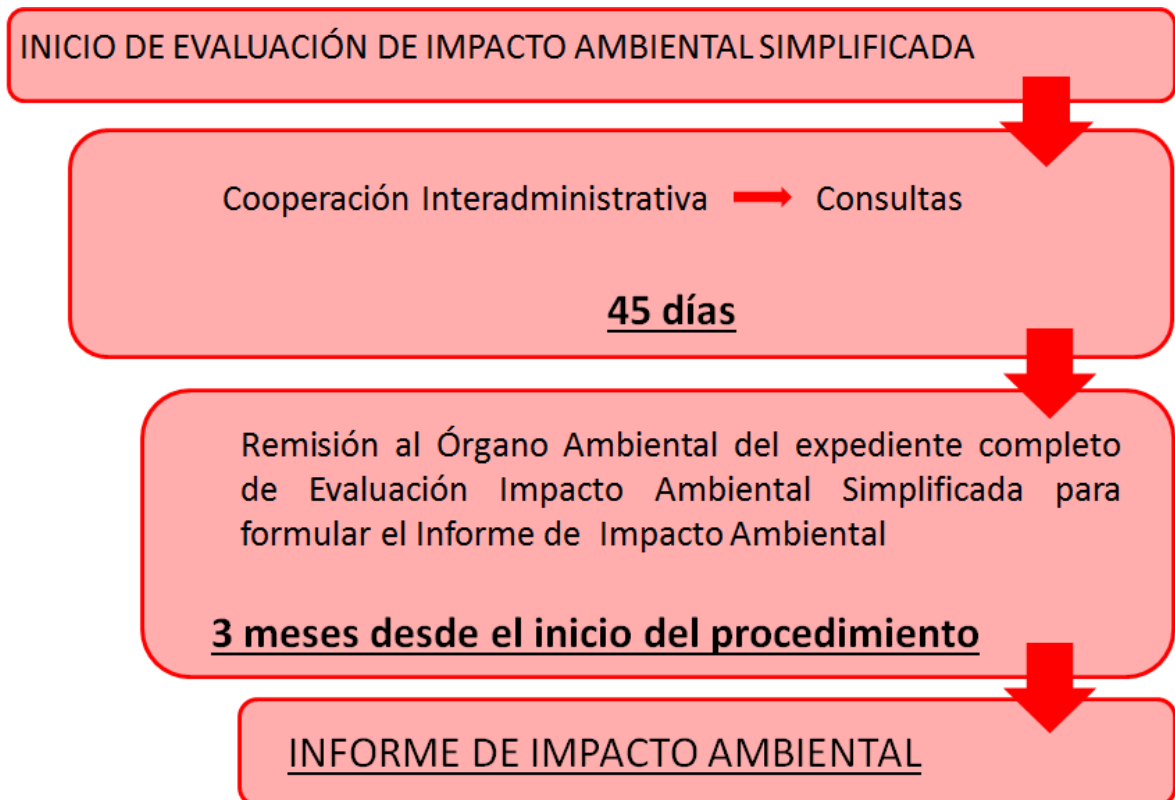 INICIO DE EVALUACIÓN DE IMPACTO AMBIENTAL SIMPLIFICADA
Cooperación Interadministrativa Consultas
45 días
Remisión al Órgano Ambiental del expediente completo
de Evaluación Impacto Ambiental Simplificada para
formular el Informe de Impacto Ambiental
3 meses desde el inicio del procedimiento
INFORME DE IMPACTO AMBIENTAL